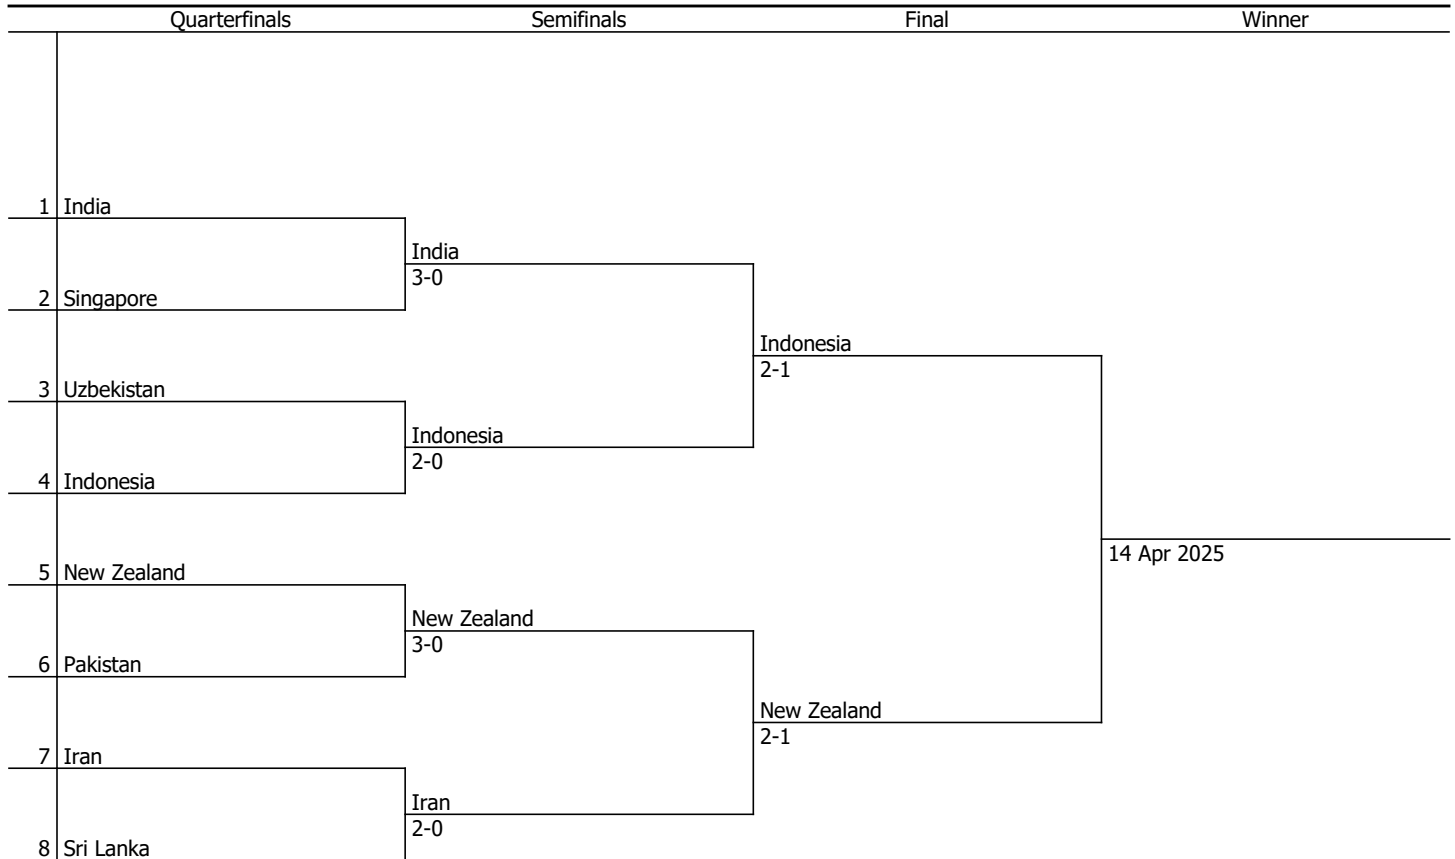 Quarterfinals Semifinals Final Winner
1 India
India
3-0
2 Singapore
Indonesia
2-1
3 Uzbekistan
Indonesia
2-0
4 Indonesia
14 Apr 2025
5 New Zealand
New Zealand
3-0
6 Pakistan
New Zealand
2-1
7 Iran
Iran
2-0
8 Sri Lanka